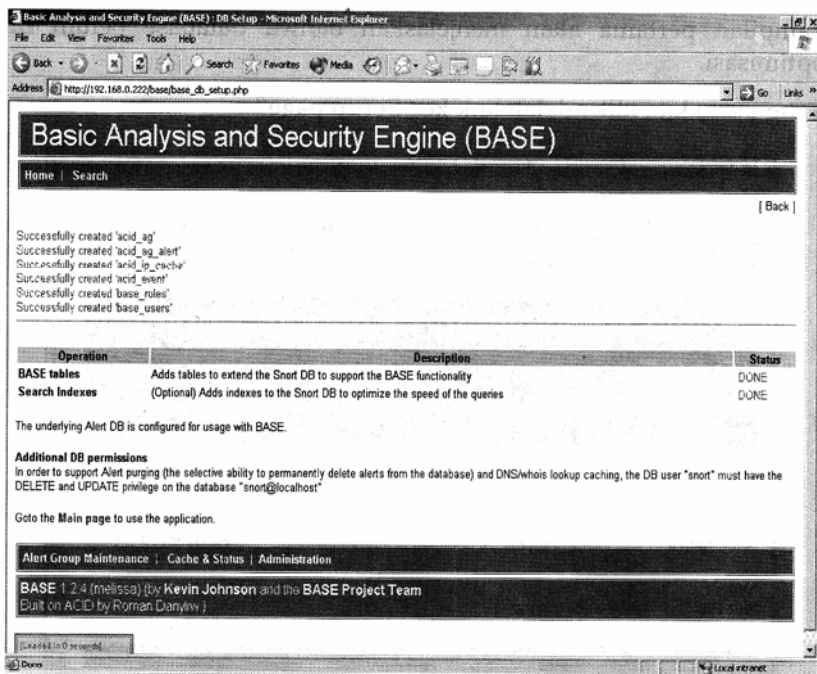 Basic Analysis and Security Engine (BASE) : DB Setup - Microsoft Internet Explorer
File Edit View Favorites Tools Help
Back Search Favorites Media
Address http://192.168.0.222/base/base_db_setup.php Go Links »
Basic Analysis and Security Engine (BASE)
Home | Search
[ Back ]
Successfully created 'acid_ag'
Successfully created 'acid_ag_alert'
Successfully created 'acid_ip_cache'
Successfully created 'acid_event'
Successfully created 'base_roles'
Successfully created 'base_users'
Operation Description Status
BASE tables Adds tables to extend the Snort DB to support the BASE functionality DONE
Search Indexes (Optional) Adds indexes to the Snort DB to optimize the speed of the queries DONE
The underlying Alert DB is configured for usage with BASE.
Additional DB permissions
In order to support Alert purging (the selective ability to permanently delete alerts from the database) and DNS/whois lookup caching, the DB user "snort" must have the
DELETE and UPDATE privilege on the database "snort@localhost"
Goto the Main page to use the application.
Alert Group Maintenance | Cache & Status | Administration
BASE 1.2.4 (melissa) (by Kevin Johnson and the BASE Project Team
Built on ACID by Roman Danyliw )
[Loaded in 0 seconds]
Done Local intranet